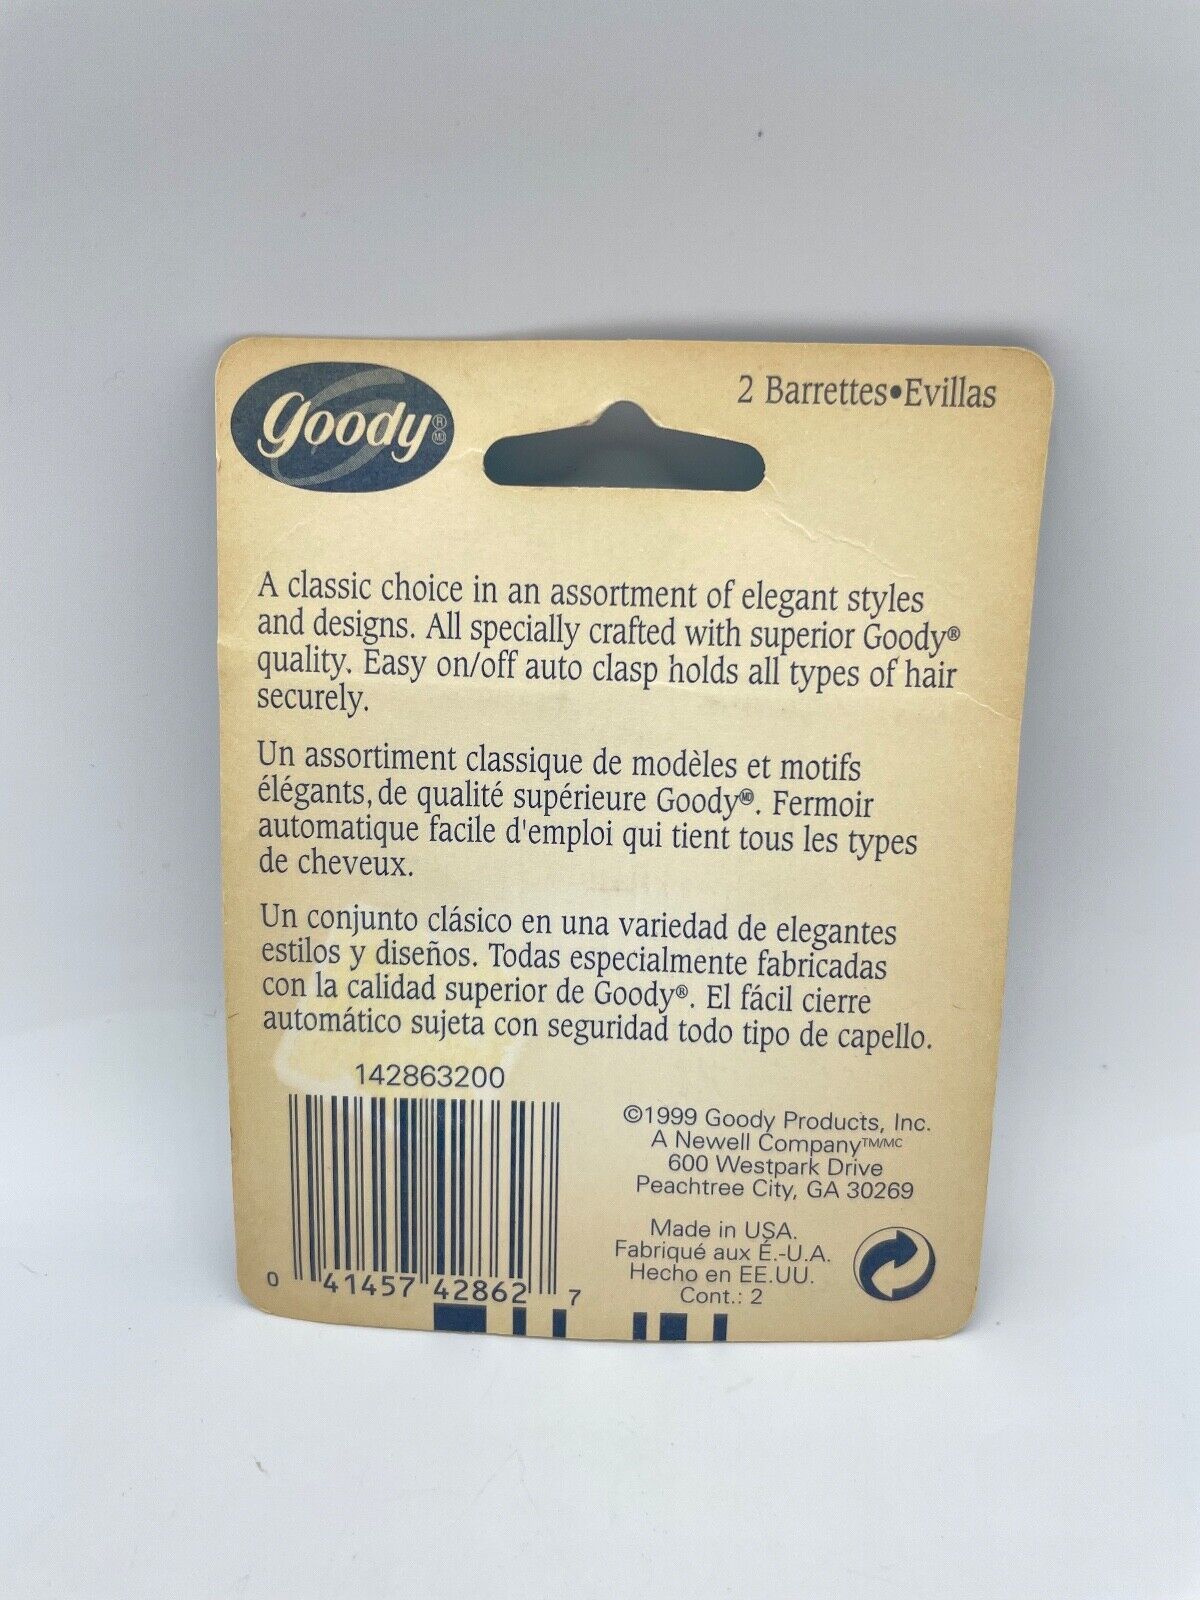 goody® MD
2 Barrettes•Evillas
A classic choice in an assortment of elegant styles
and designs. All specially crafted with superior Goody®
quality. Easy on/off auto clasp holds all types of hair
securely.
Un assortiment classique de modèles et motifs
élégants, de qualité supérieure Goody MD. Fermoir
automatique facile d'emploi qui tient tous les types
de cheveux.
Un conjunto clásico en una variedad de elegantes
estilos y diseños. Todas especialmente fabricadas
con la calidad superior de Goody®. El fácil cierre
automático sujeta con seguridad todo tipo de capello.
142863200
0 41457 42862 7
©1999 Goody Products, Inc.
A Newell Company™/MC
600 Westpark Drive
Peachtree City, GA 30269
Made in USA.
Fabriqué aux É.-U.A.
Hecho en EE.UU.
Cont.: 2